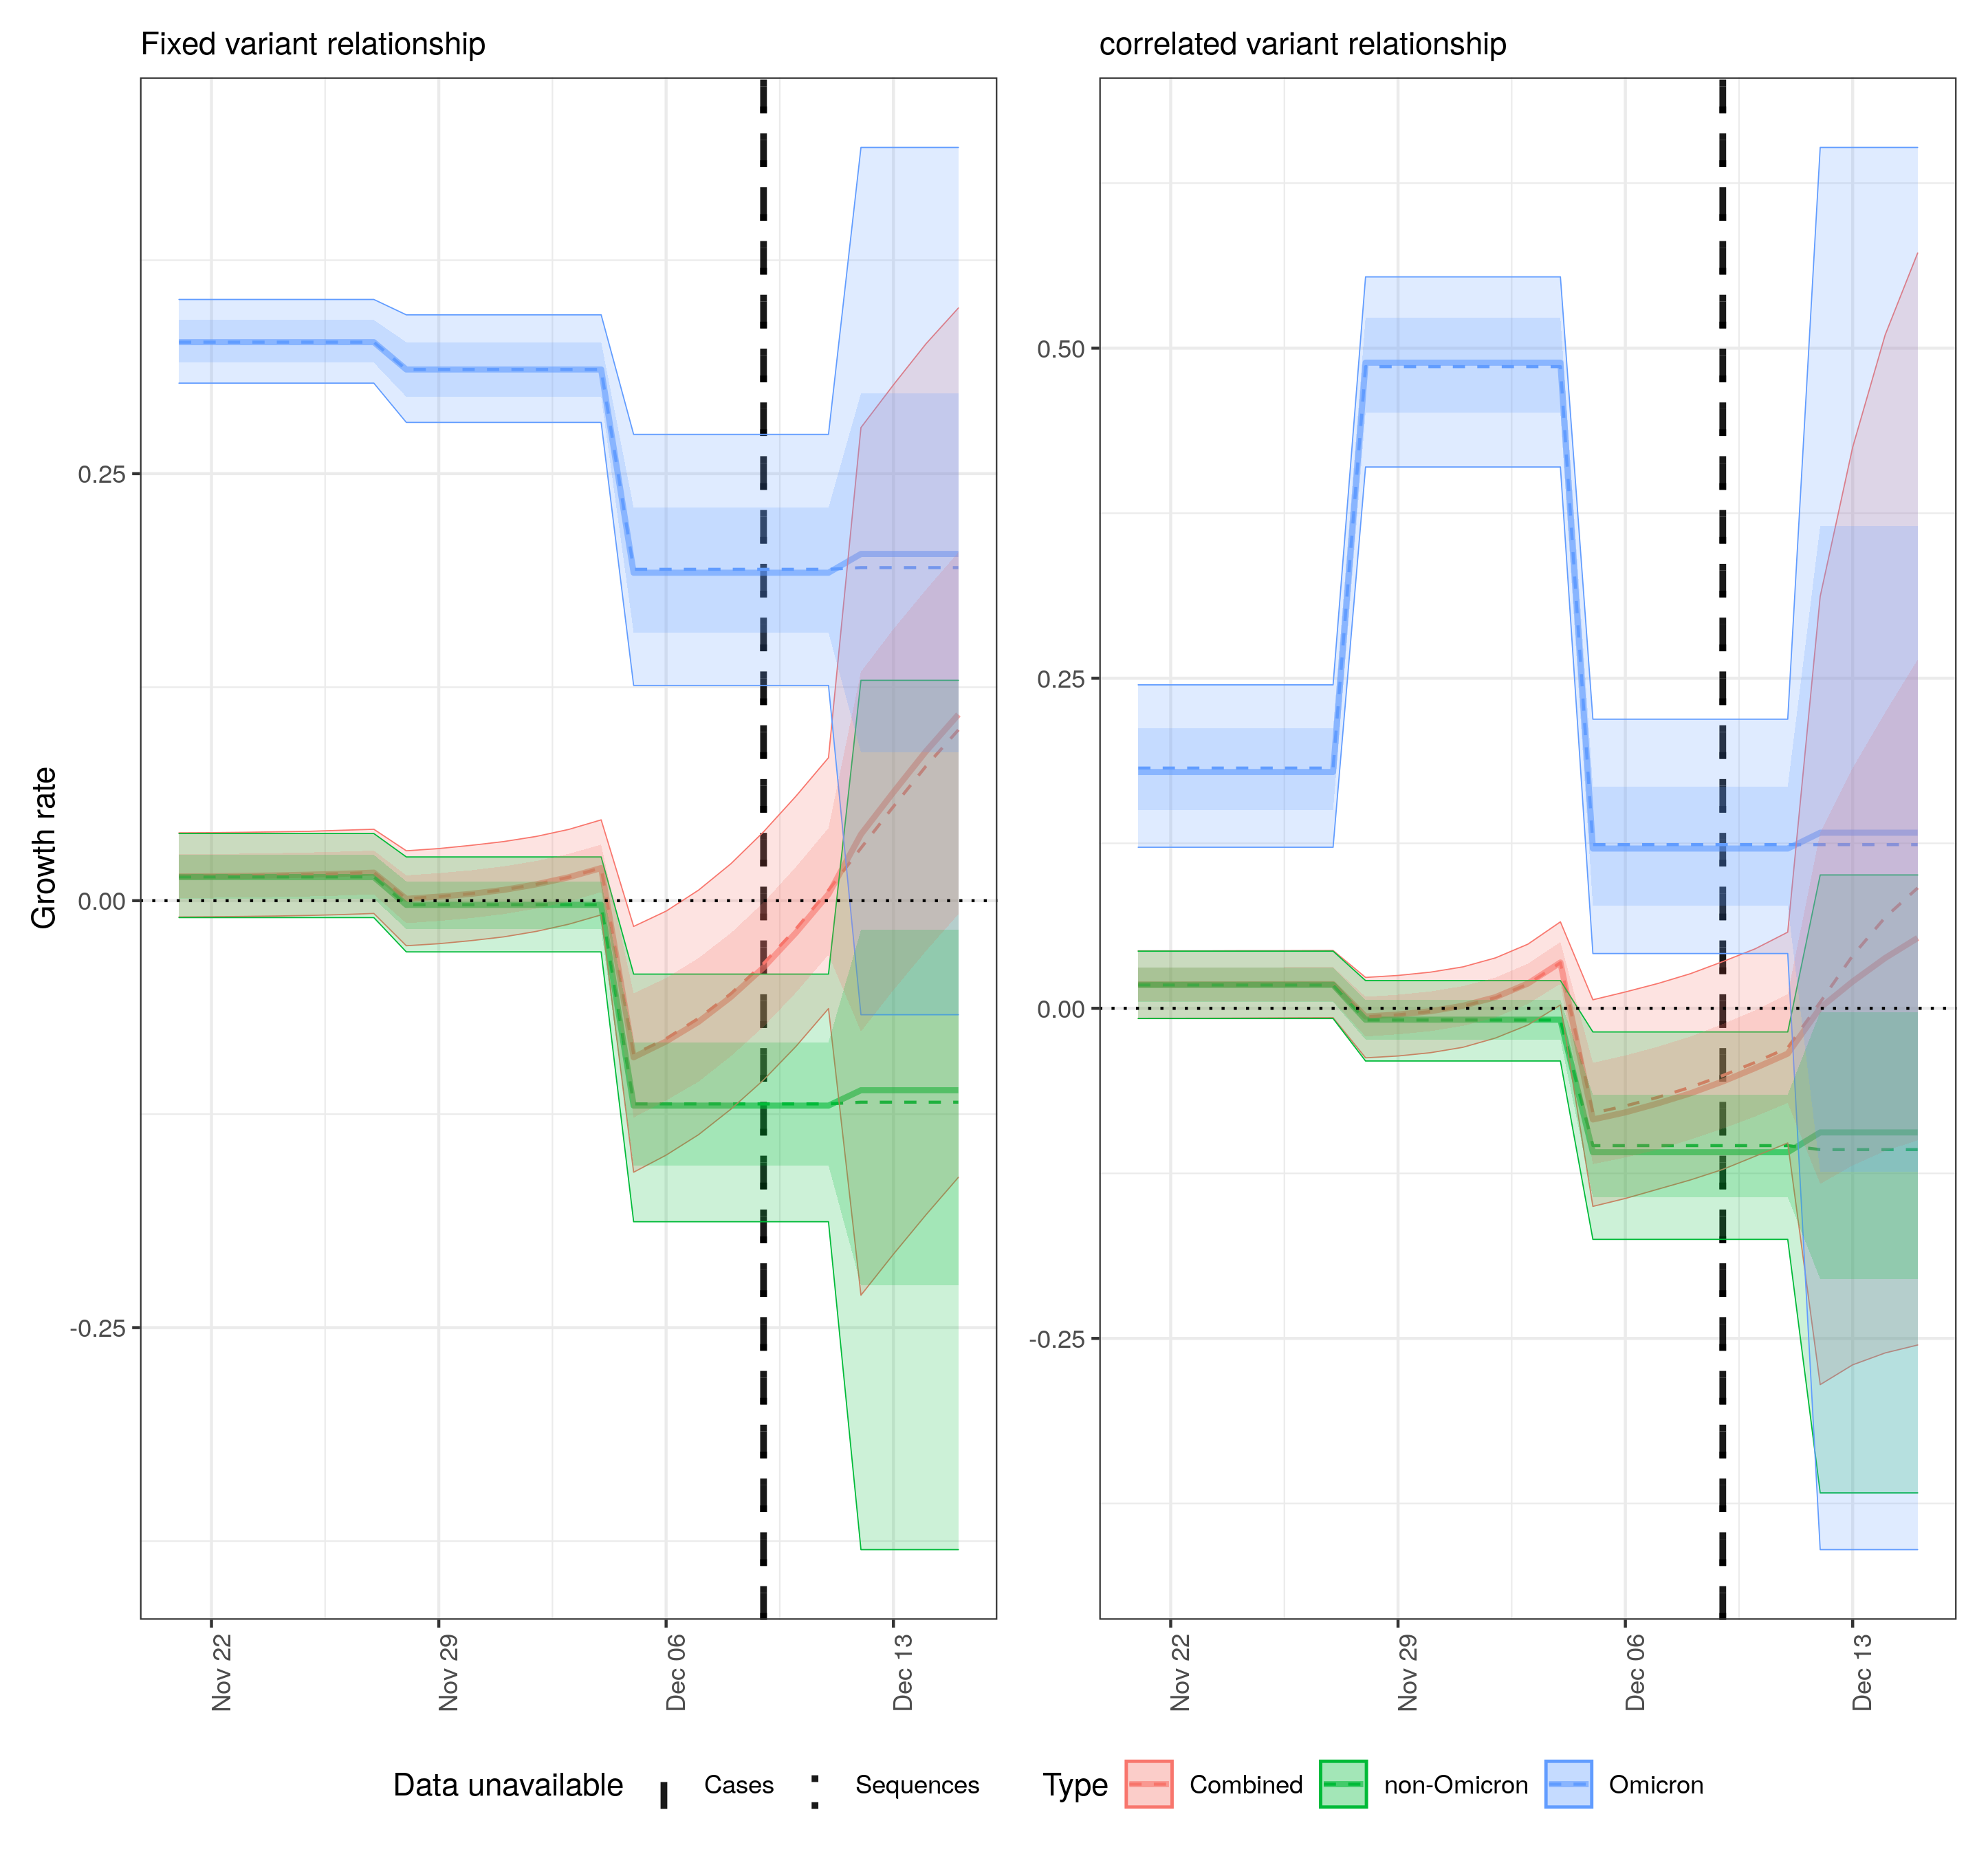 Fixed variant relationship
correlated variant relationship
Growth rate
0.25
0.00
-0.25
0.50
0.25
0.00
-0.25
Nov 22
Nov 29
Dec 06
Dec 13
Nov 22
Nov 29
Dec 06
Dec 13
Data unavailable Cases Sequences Type Combined non-Omicron Omicron